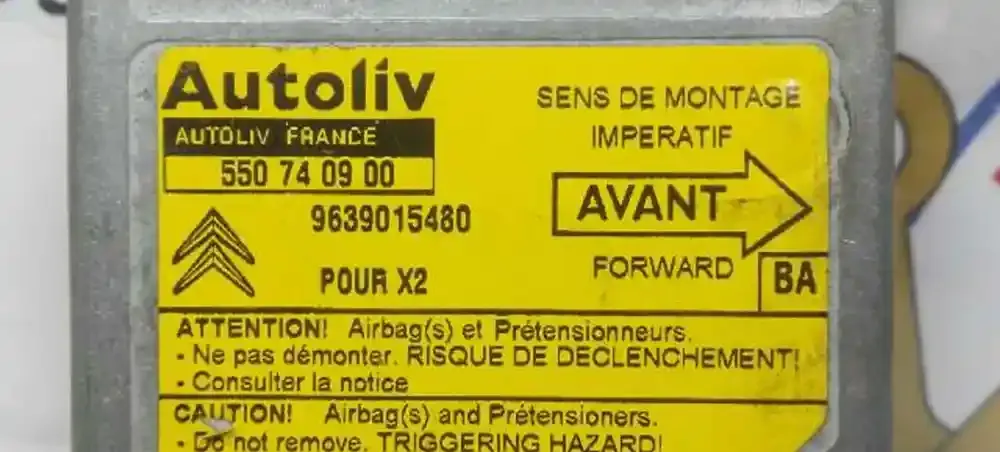 Autoliv
AUTOLIV FRANCE
550 74 09 00
9639015480
POUR X2
SENS DE MONTAGE
IMPERATIF
AVANT
FORWARD
BA
ATTENTION! Airbag(s) et Prétensionneurs.
- Ne pas démonter. RISQUE DE DECLENCHEMENT!
- Consulter la notice
CAUTION! Airbag(s) and Prétensioners.
- Do not remove. TRIGGERING HAZARD!